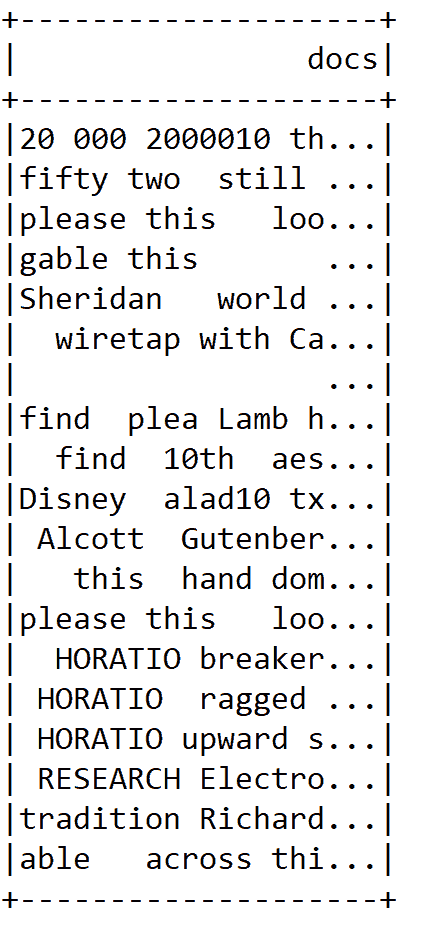 +--------------------+
|                docs|
+--------------------+
|20 000 2000010 th...|
|fifty two  still ...|
|please this   loo...|
|gable this       ...|
|Sheridan   world ...|
|  wiretap with Ca...|
|                 ...|
|find  plea Lamb h...|
|  find  10th  aes...|
|Disney  alad10 tx...|
| Alcott  Gutenber...|
|   this  hand dom...|
|please this   loo...|
|  HORATIO breaker...|
| HORATIO  ragged ...|
| HORATIO upward s...|
| RESEARCH Electro...|
|tradition Richard...|
|able   across thi...|
+--------------------+